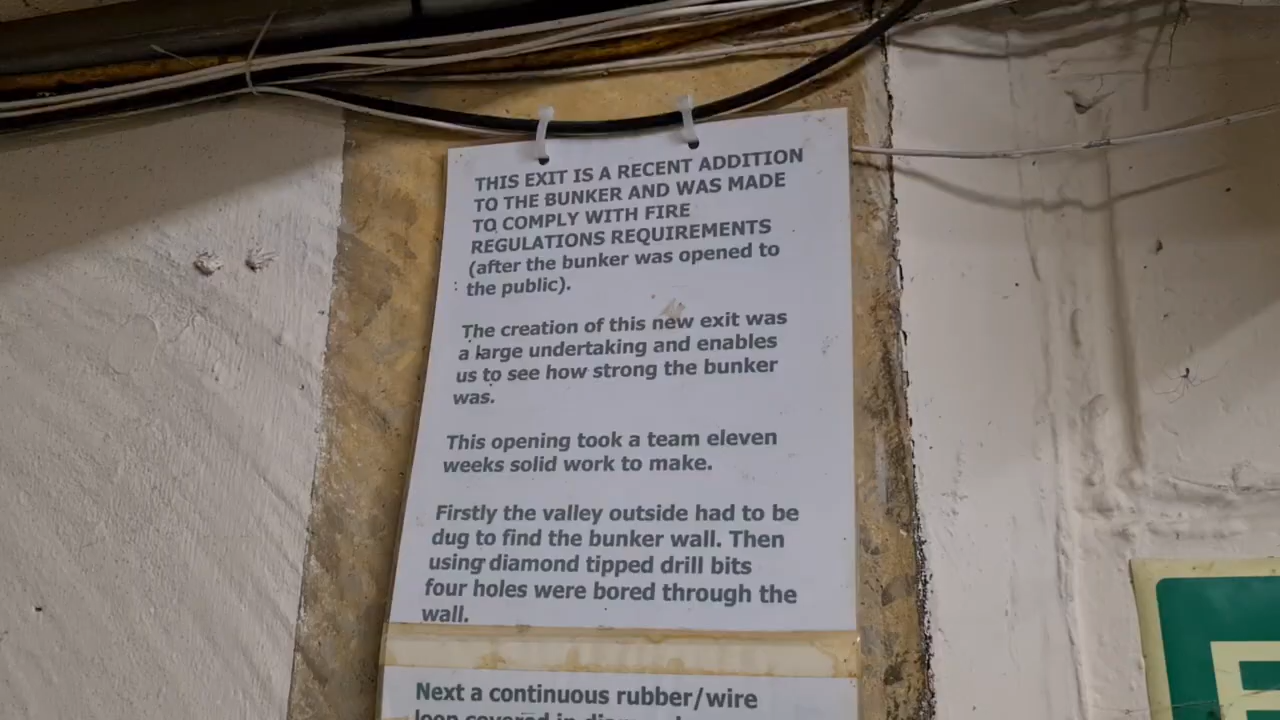 THIS EXIT IS A RECENT ADDITION
TO THE BUNKER AND WAS MADE
TO COMPLY WITH FIRE
REGULATIONS REQUIREMENTS
(after the bunker was opened to
the public).
The creation of this new exit was
a large undertaking and enables
us to see how strong the bunker
was.
This opening took a team eleven
weeks solid work to make.
Firstly the valley outside had to be
dug to find the bunker wall. Then
using diamond tipped drill bits
four holes were bored through the
wall.
Next a continuous rubber/wire
loop covered in